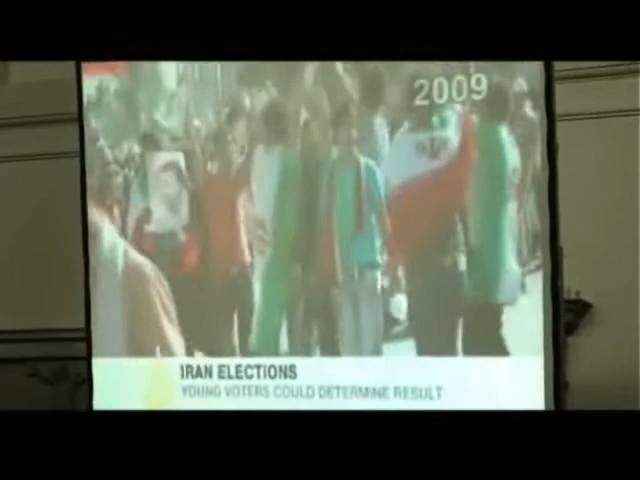 2009
IRAN ELECTIONS
YOUNG VOTERS COULD DETERMINE RESULT